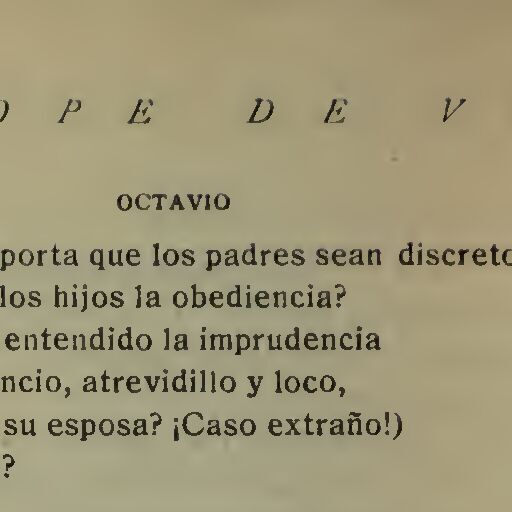 O P E D E V
OCTAVIO
porta que los padres sean discreto
los hijos la obediencia?
entendido la imprudencia
ncio, atrevidillo y loco,
su esposa? ¡Caso extraño!)
?